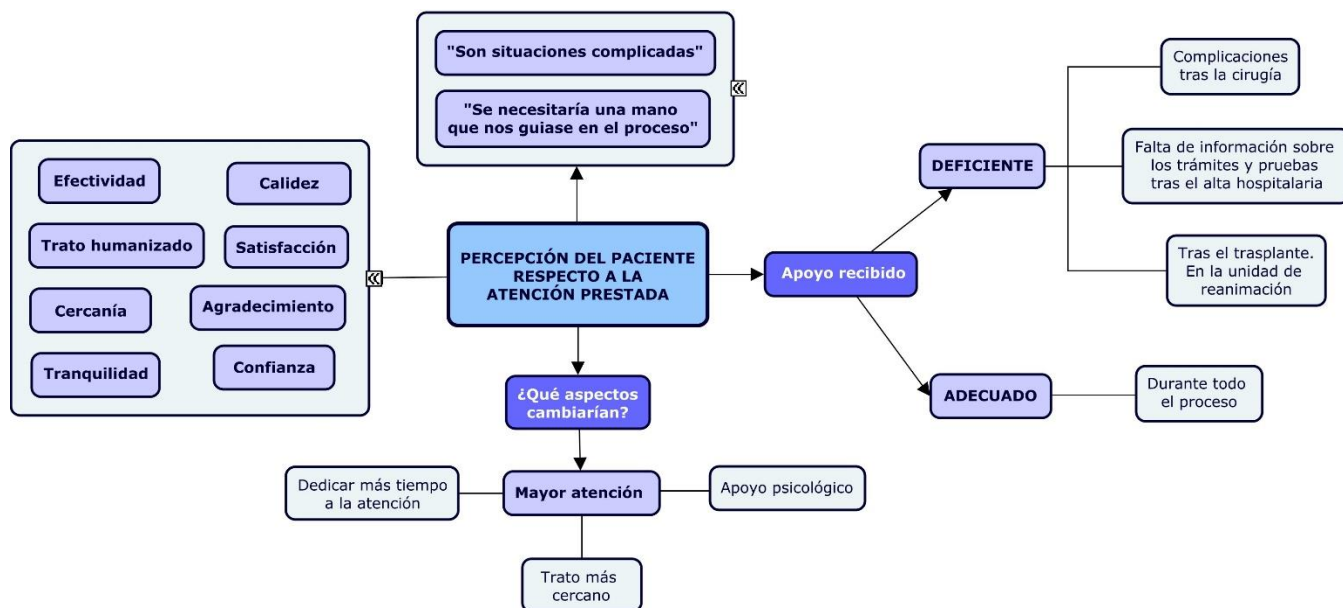 "Son situaciones complicadas"
"Se necesitaría una mano
que nos guiase en el proceso"
Efectividad
Calidez
Trato humanizado
Satisfacción
Cercanía
Agradecimiento
Tranquilidad
Confianza
PERCEPCIÓN DEL PACIENTE
RESPECTO A LA
ATENCIÓN PRESTADA
Apoyo recibido
DEFICIENTE
Complicaciones
tras la cirugía
Falta de información sobre
los trámites y pruebas
tras el alta hospitalaria
Tras el trasplante.
En la unidad de
reanimación
ADECUADO
Durante todo
el proceso
¿Qué aspectos
cambiarían?
Mayor atención
Dedicar más tiempo
a la atención
Apoyo psicológico
Trato más
cercano